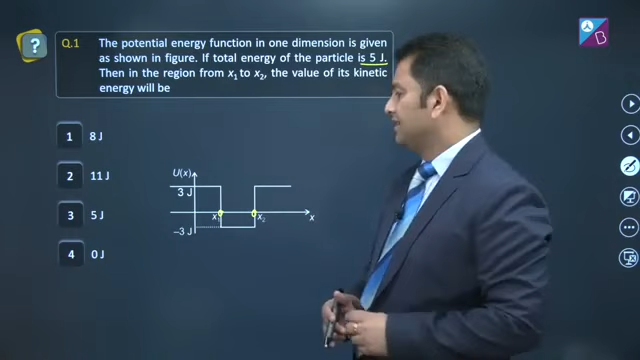 Q.1 The potential energy function in one dimension is given
as shown in figure. If total energy of the particle is 5 J.
Then in the region from x₁ to x₂, the value of its kinetic
energy will be
1 8 J
2 11 J
3 5 J
4 0 J
U(x)
3 J
x₁ x₂ x
–3 J
?
B